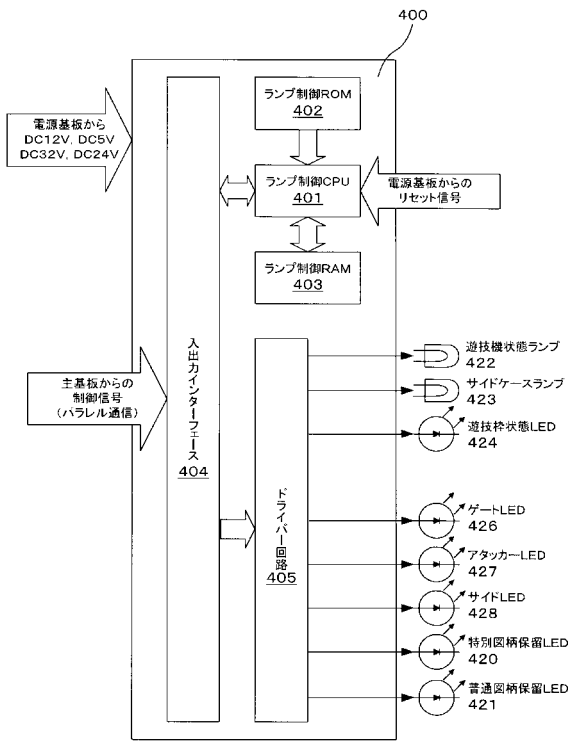 400
ランプ制御ROM
402
電源基板から
DC12V, DC5V
DC32V, DC24V
ランプ制御CPU
401
電源基板からの
リセット信号
ランプ制御RAM
403
主基板からの
制御信号
(パラレル通信)
入出力インターフェース
404
ドライバー回路
405
遊技機状態ランプ
422
サイドケースランプ
423
遊技枠状態LED
424
ゲートLED
426
アタッカーLED
427
サイドLED
428
特別図柄保留LED
420
普通図柄保留LED
421